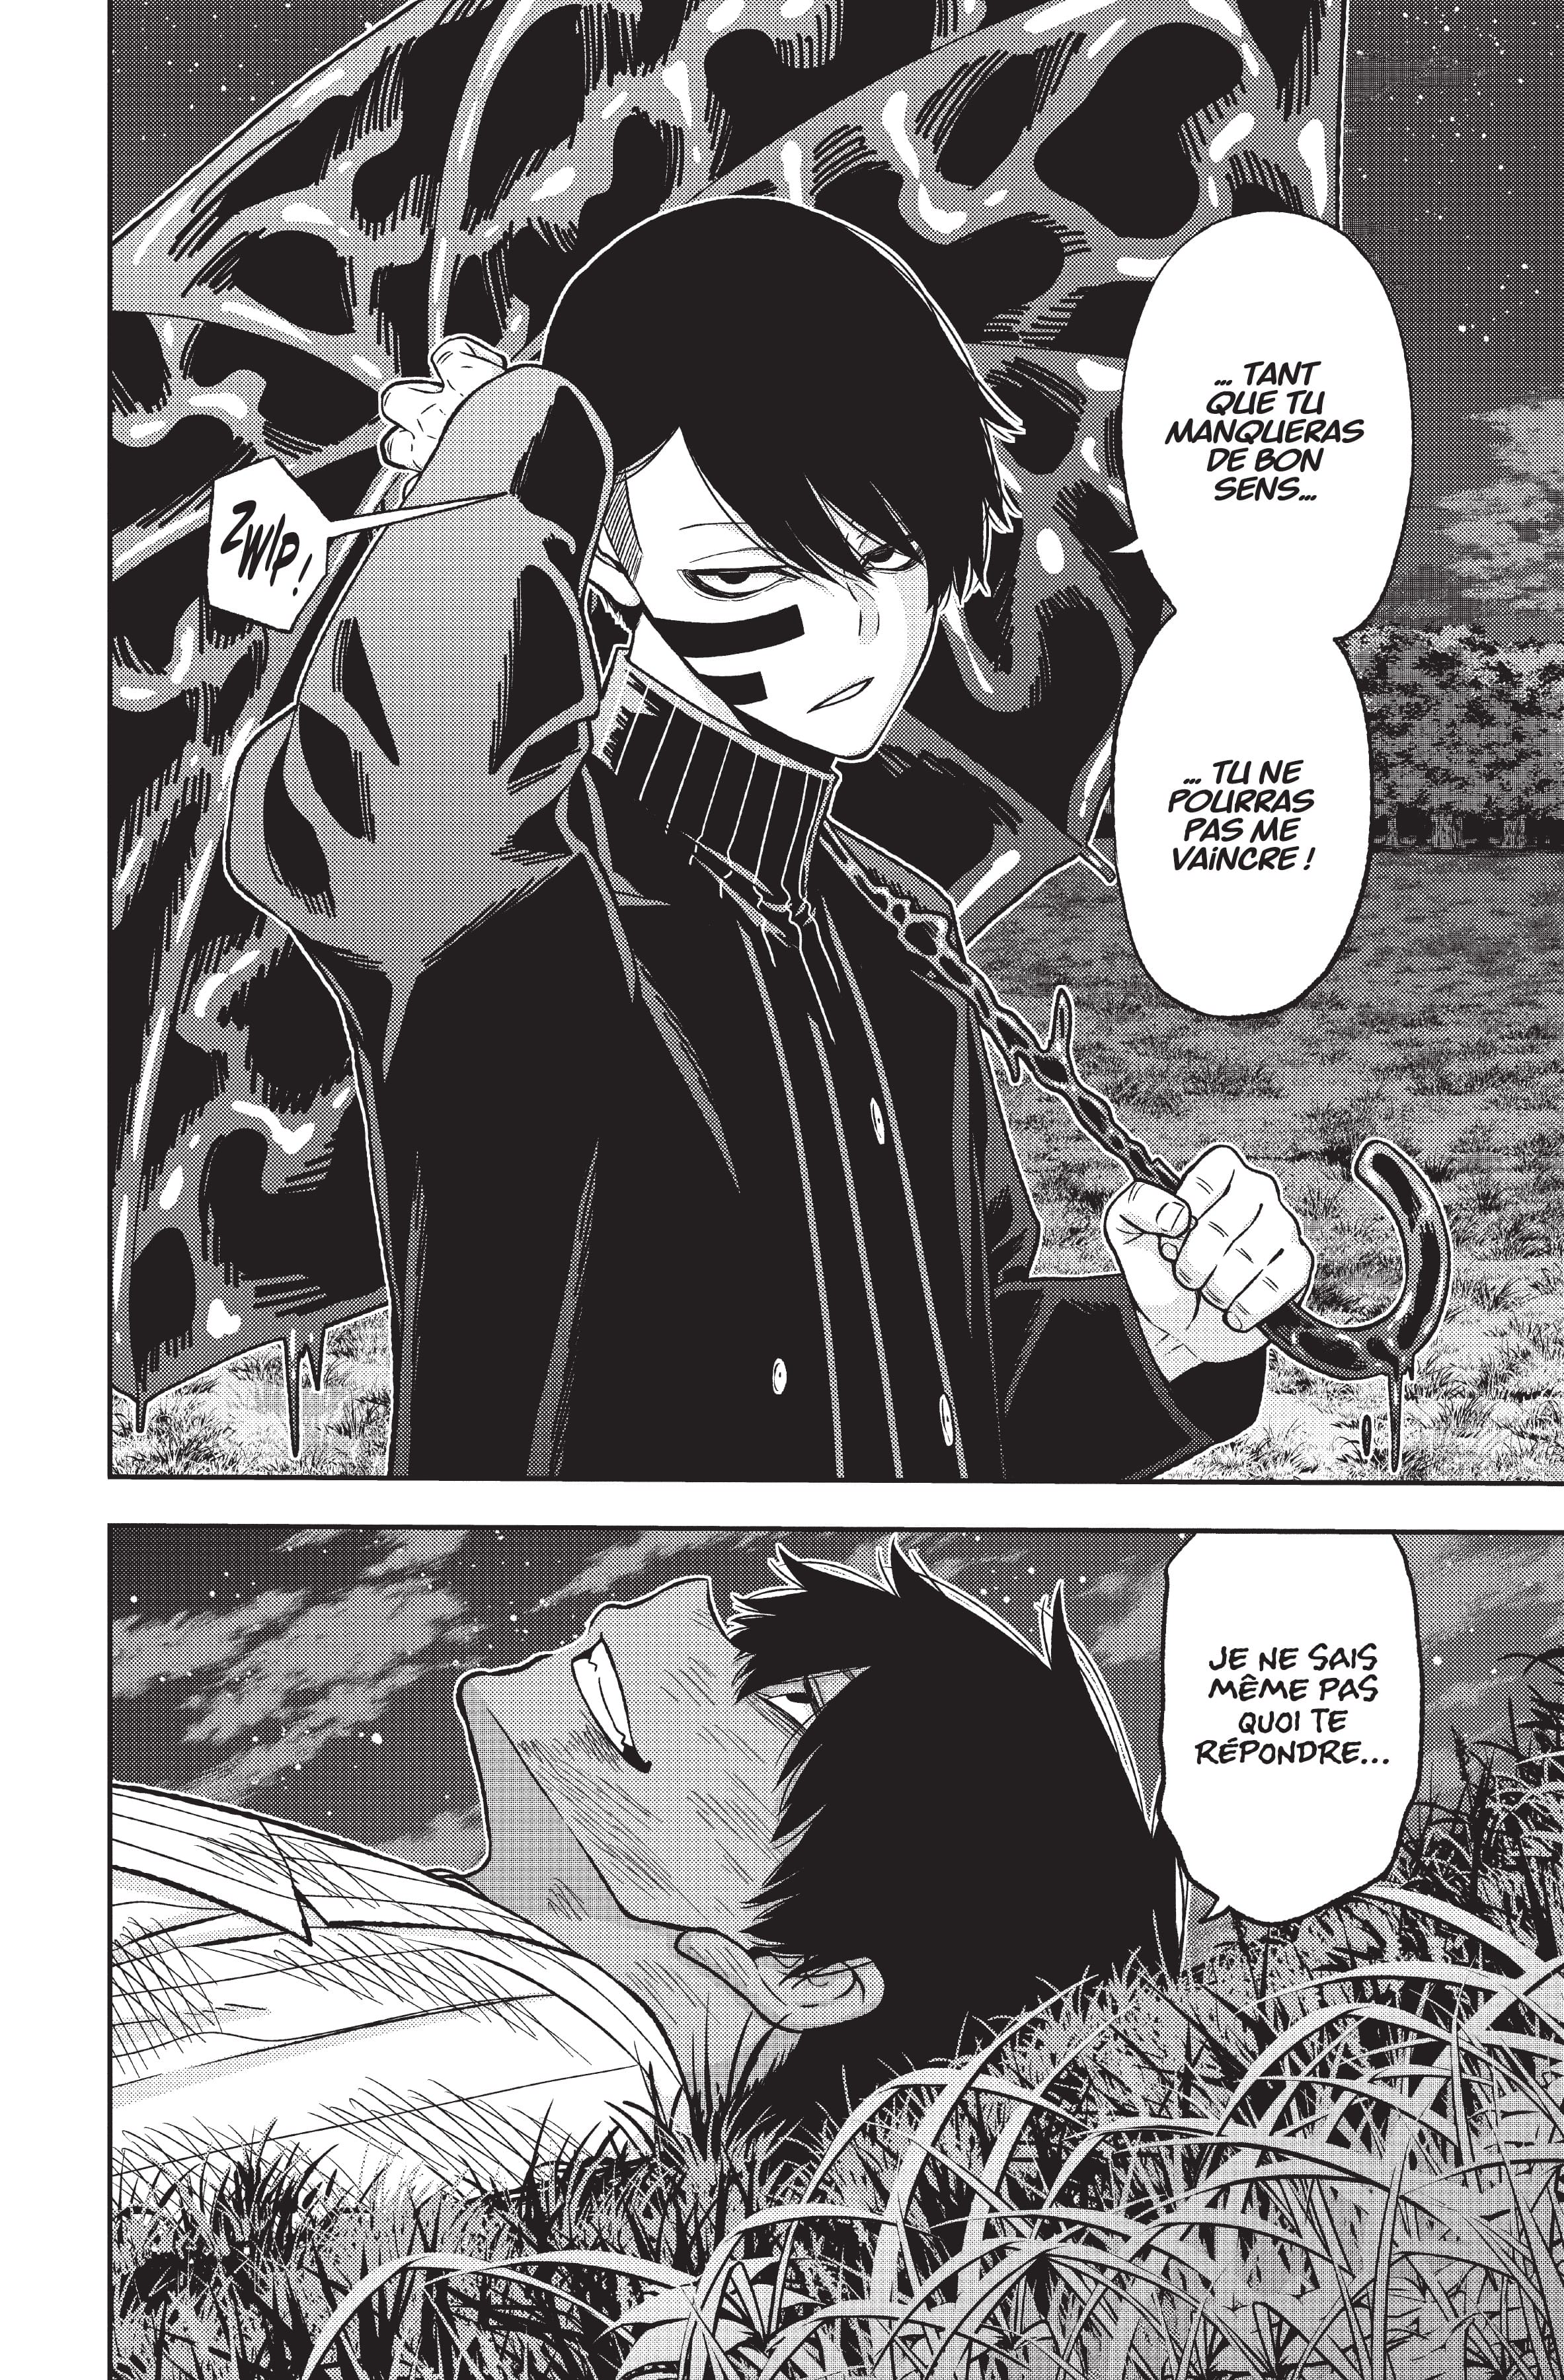 ... TANT
QUE TU
MANQUERAS
DE BON
SENS...
... TU NE
POURRAS
PAS ME
VAINCRE !
ZWIP !
JE NE SAIS
MÊME PAS
QUOI TE
RÉPONDRE...